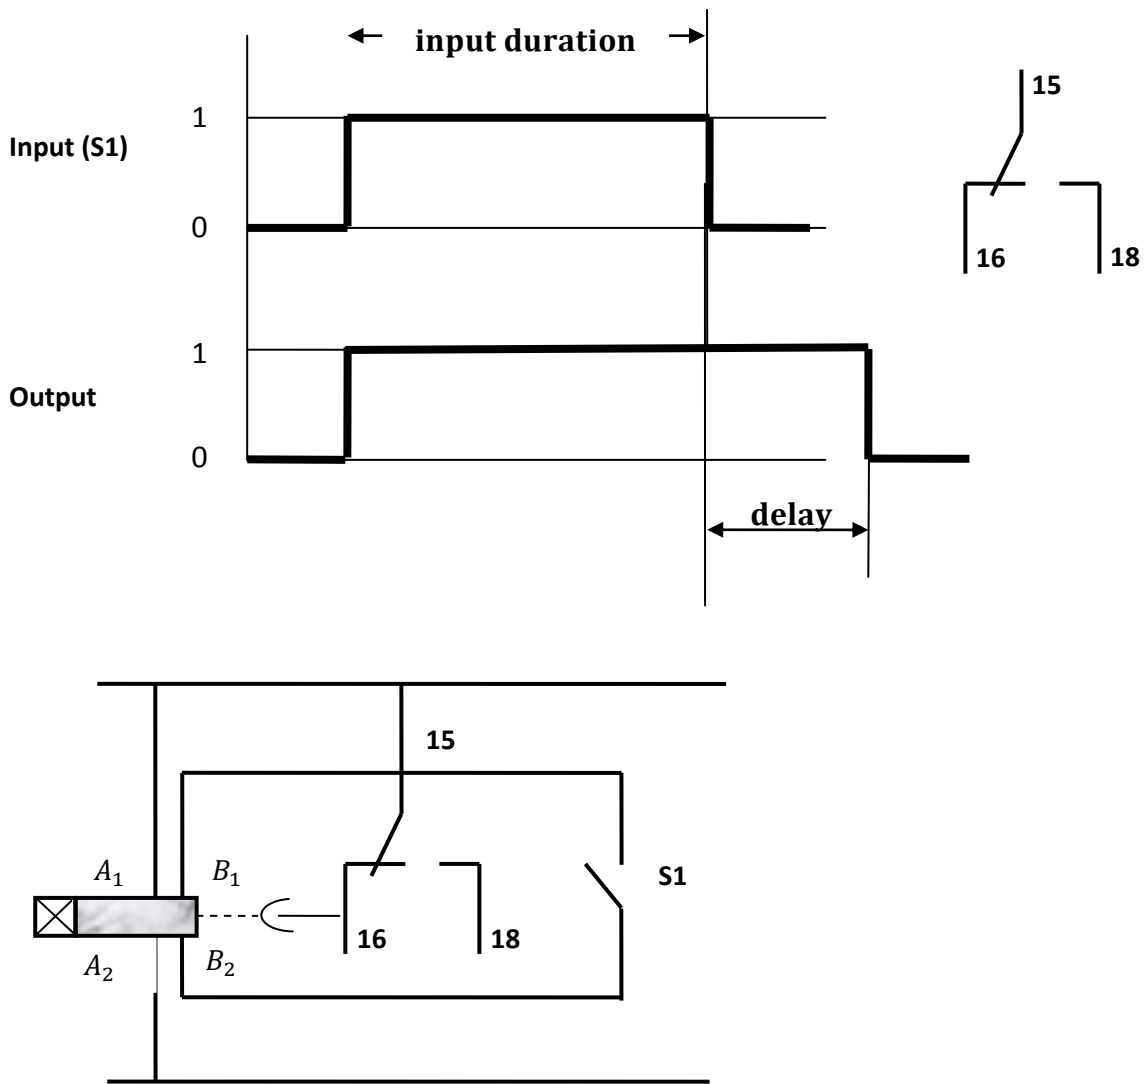 input duration
15
Input (S1)
1
0
16
18
Output
1
0
delay
15
A₁
B₁
S1
16
18
A₂
B₂